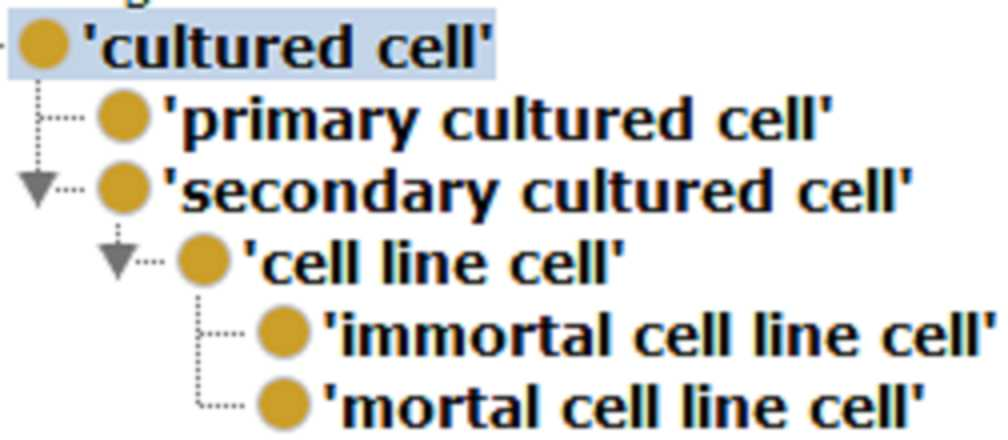 'cultured cell'
'primary cultured cell'
'secondary cultured cell'
'cell line cell'
'immortal cell line cell'
'mortal cell line cell'